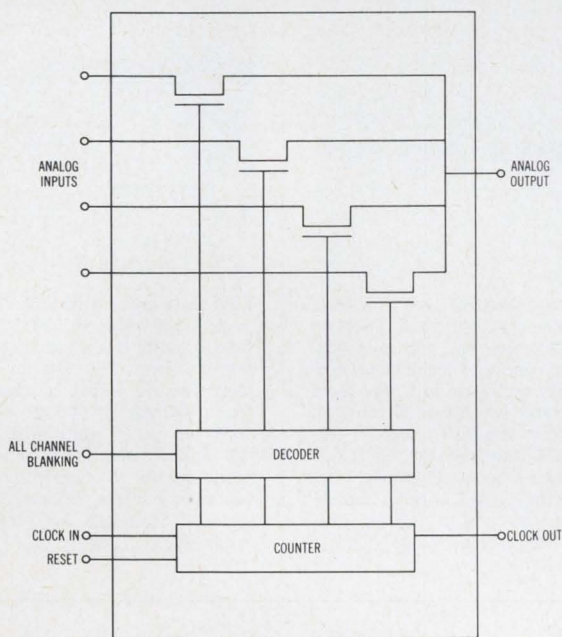 ANALOG
INPUTS
ANALOG
OUTPUT
ALL CHANNEL
BLANKING
DECODER
CLOCK IN
COUNTER
CLOCK OUT
RESET